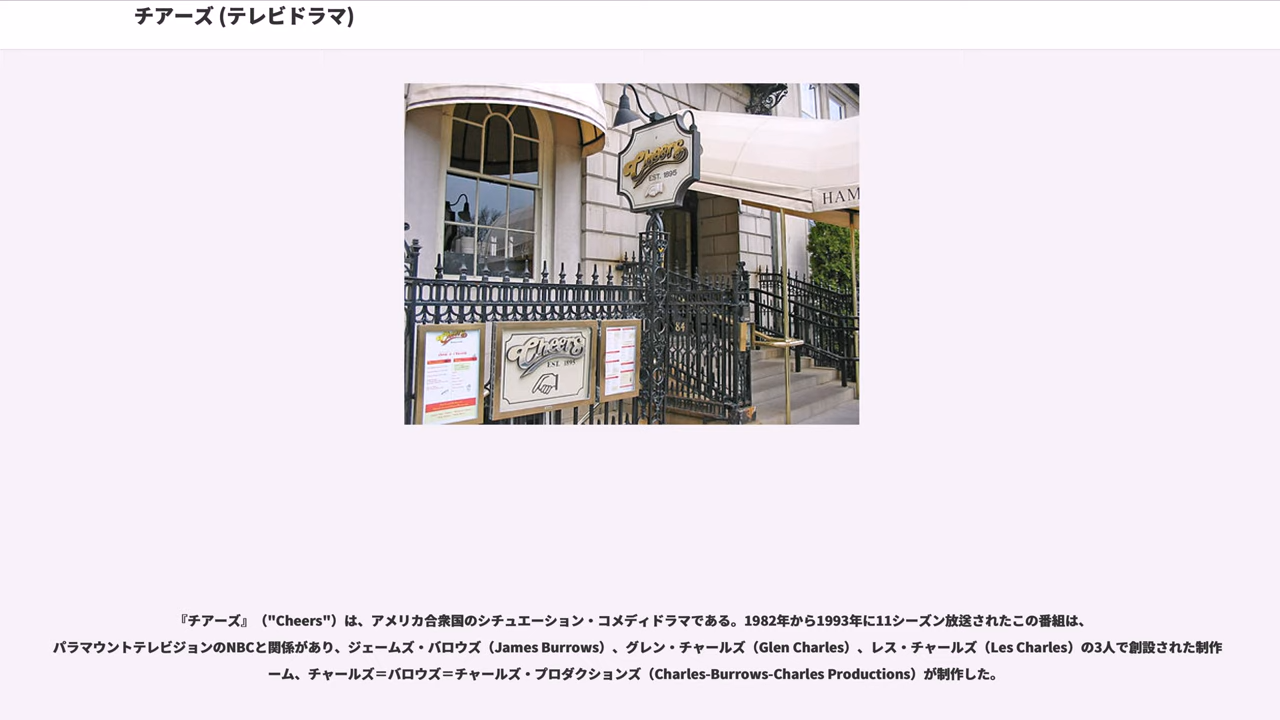 チアーズ (テレビドラマ)
Cheers
EST. 1895
HAM
84
Cheers
EST. 1895
『チアーズ』（"Cheers"）は、アメリカ合衆国のシチュエーション・コメディドラマである。1982年から1993年に11シーズン放送されたこの番組は、
パラマウントテレビジョンのNBCと関係があり、ジェームズ・バロウズ（James Burrows）、グレン・チャールズ（Glen Charles）、レス・チャールズ（Les Charles）の3人で創設された制作
ーム、チャールズ＝バロウズ＝チャールズ・プロダクションズ（Charles-Burrows-Charles Productions）が制作した。